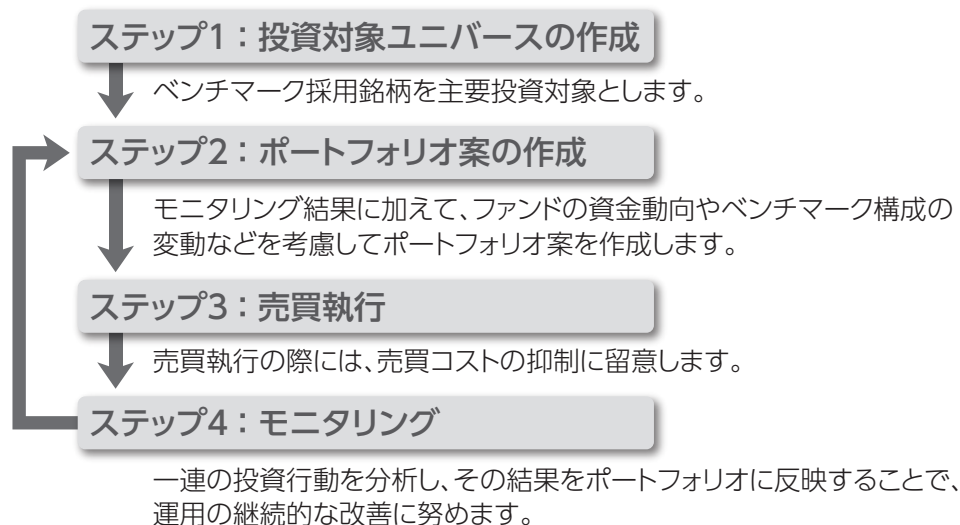 ステップ1：投資対象ユニバースの作成
ベンチマーク採用銘柄を主要投資対象とします。
ステップ2：ポートフォリオ案の作成
モニタリング結果に加えて、ファンドの資金動向やベンチマーク構成の
変動などを考慮してポートフォリオ案を作成します。
ステップ3：売買執行
売買執行の際には、売買コストの抑制に留意します。
ステップ4：モニタリング
一連の投資行動を分析し、その結果をポートフォリオに反映することで、
運用の継続的な改善に努めます。